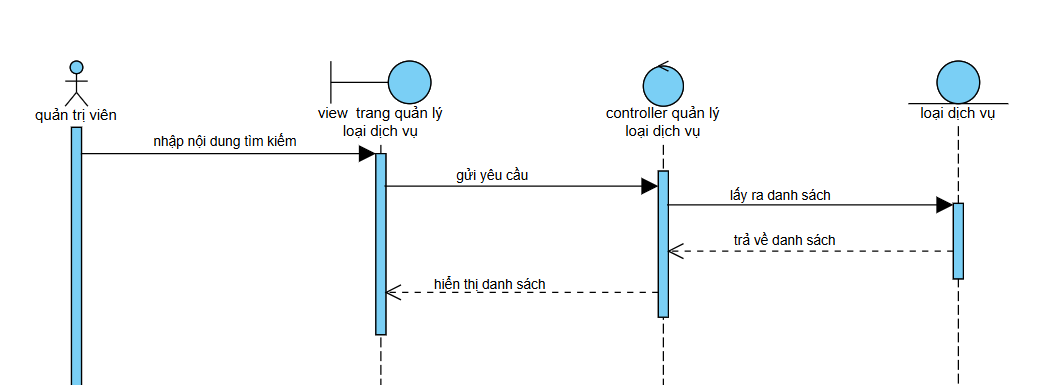 quản trị viên
view trang quản lý
loại dịch vụ
controller quản lý
loại dịch vụ
loại dịch vụ
nhập nội dung tìm kiếm
gửi yêu cầu
lấy ra danh sách
trả về danh sách
hiển thị danh sách